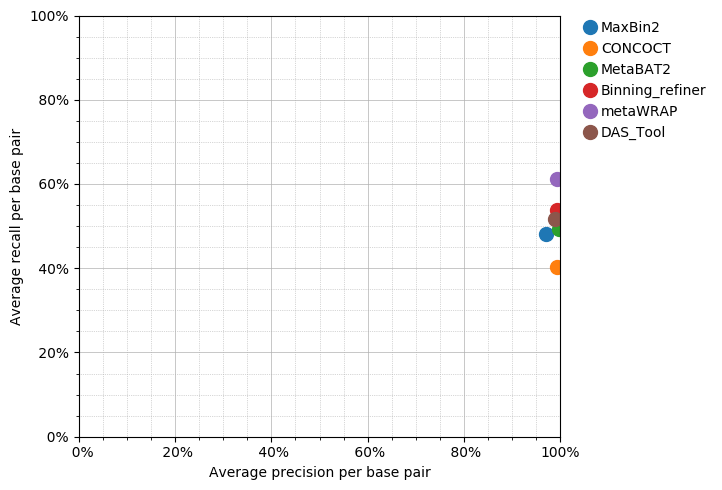 100%
80%
60%
40%
20%
0%
0%
20%
40%
60%
80%
100%
Average recall per base pair
Average precision per base pair
MaxBin2
CONCOCT
MetaBAT2
Binning_refiner
metaWRAP
DAS_Tool